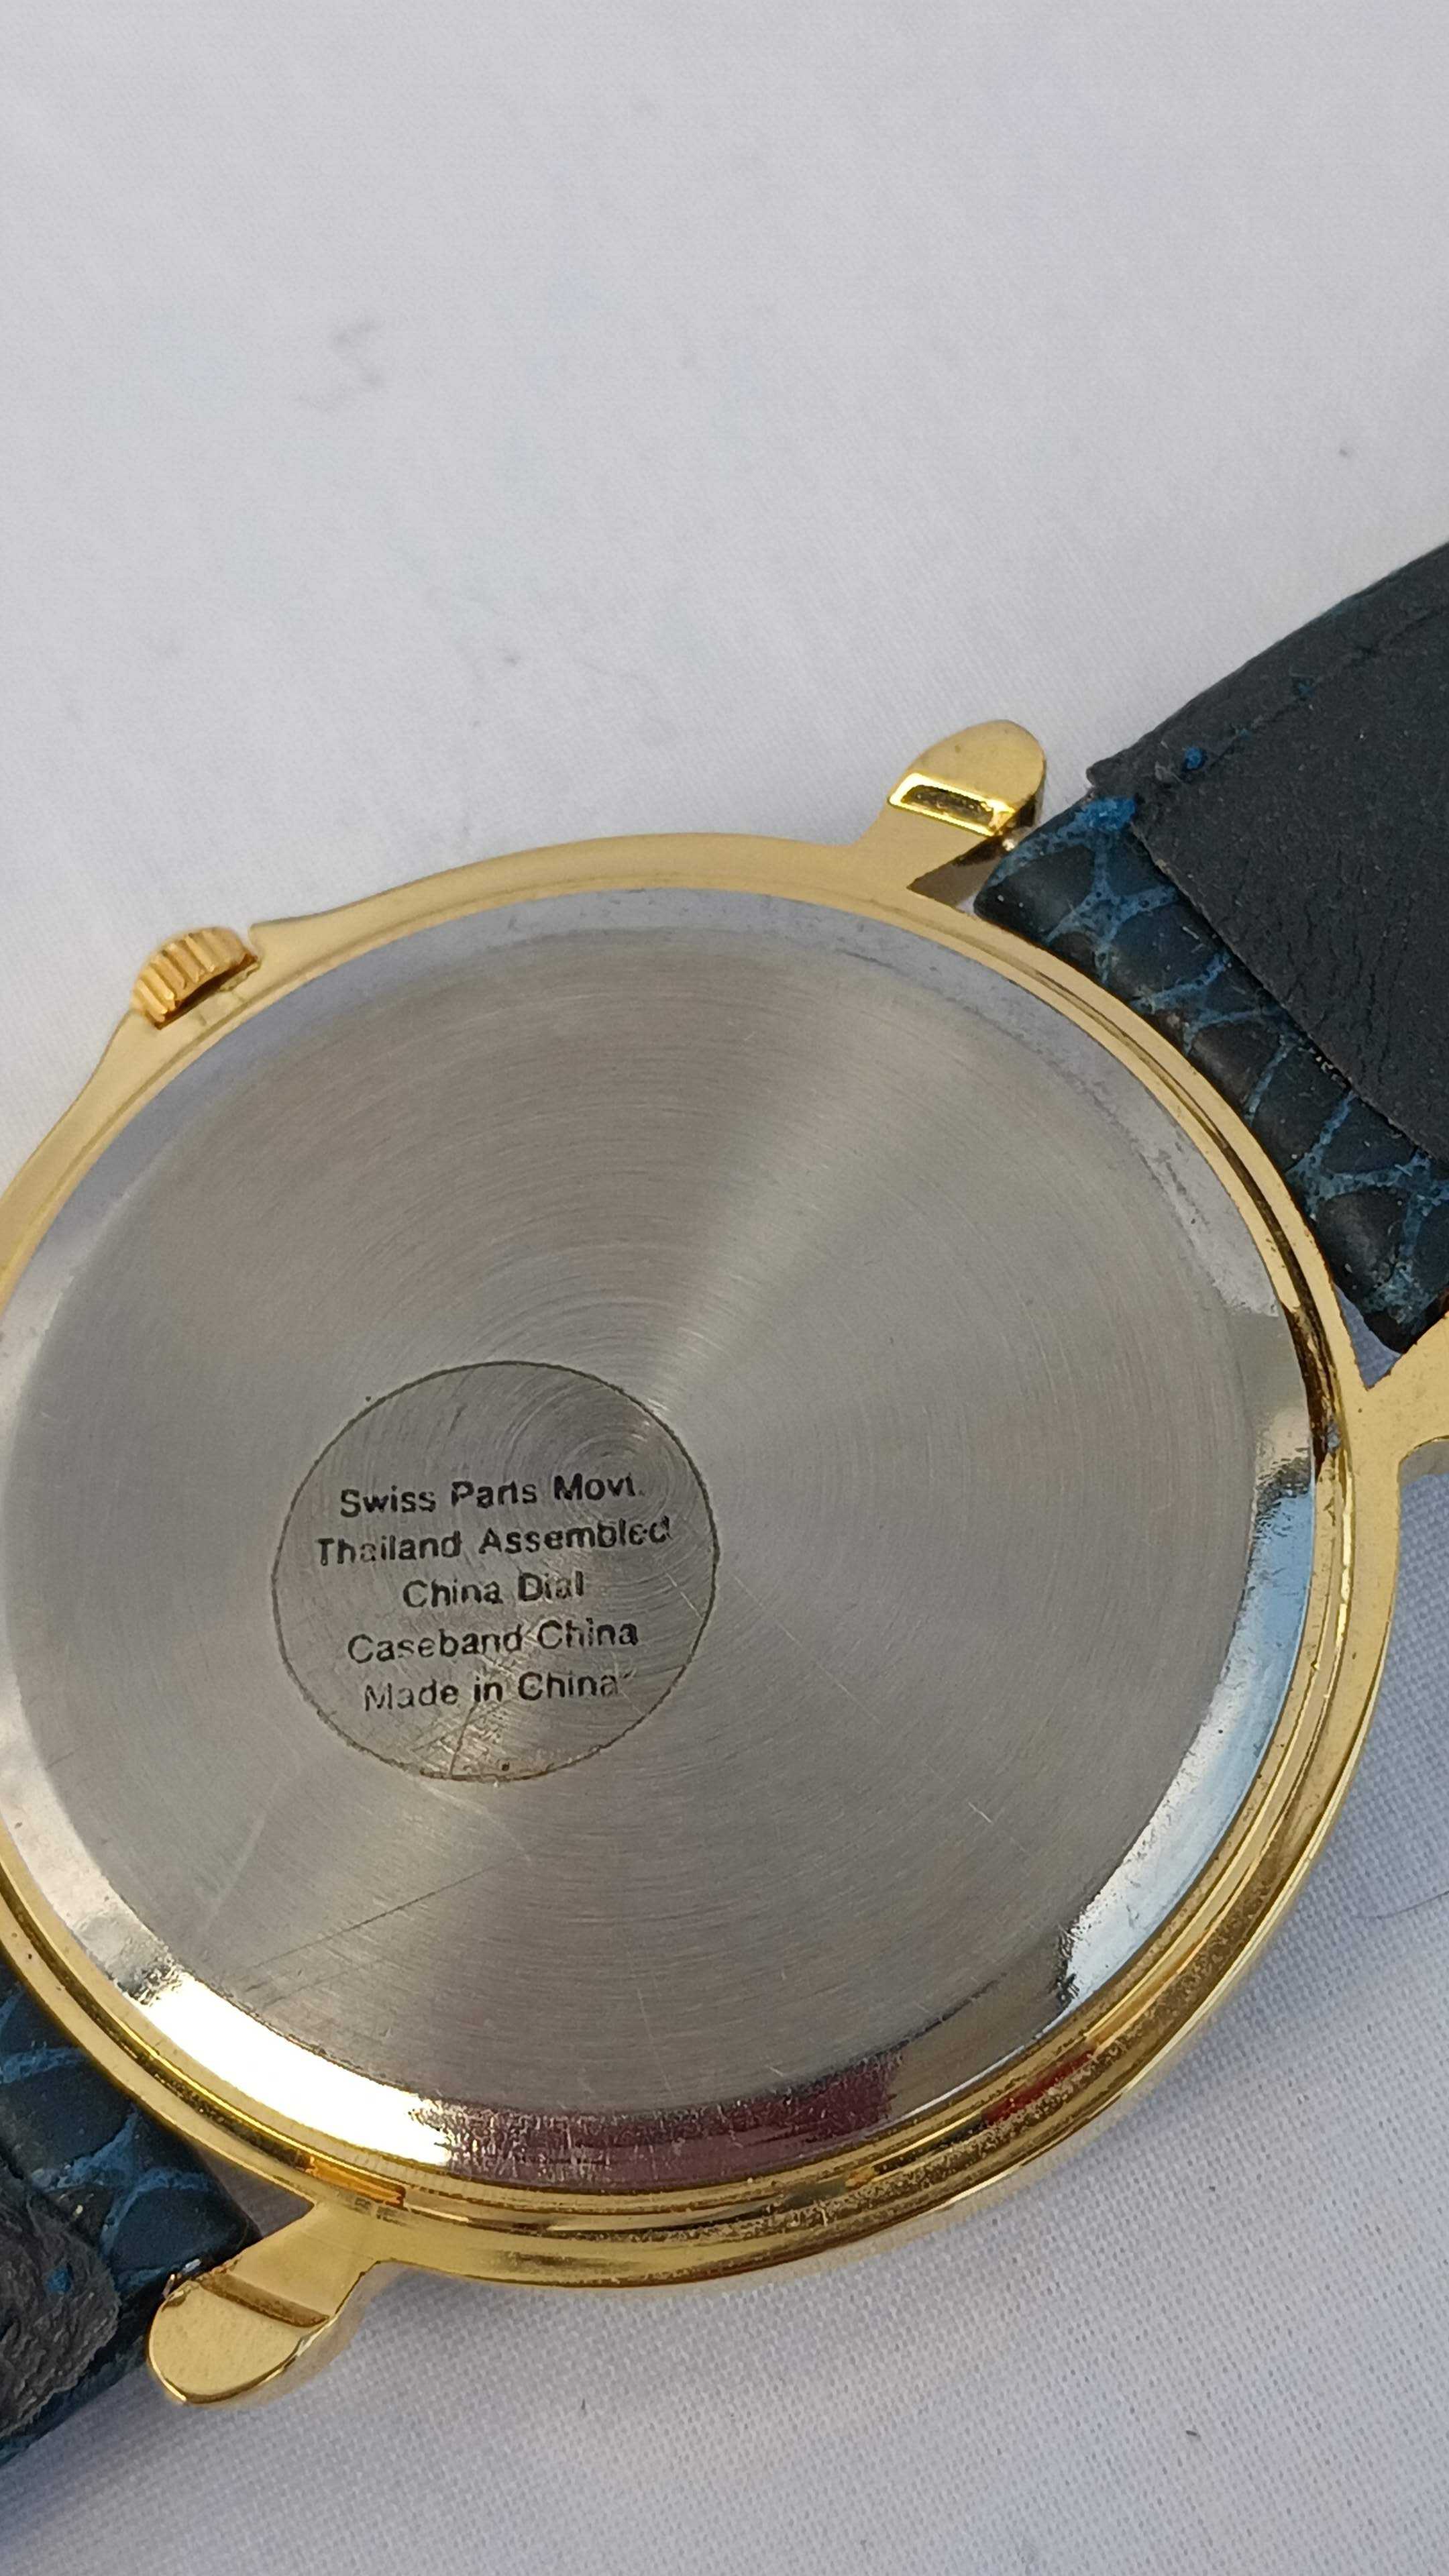 Swiss Parts Movt.
Thailand Assembled
China Dial
Caseband China
Made in China